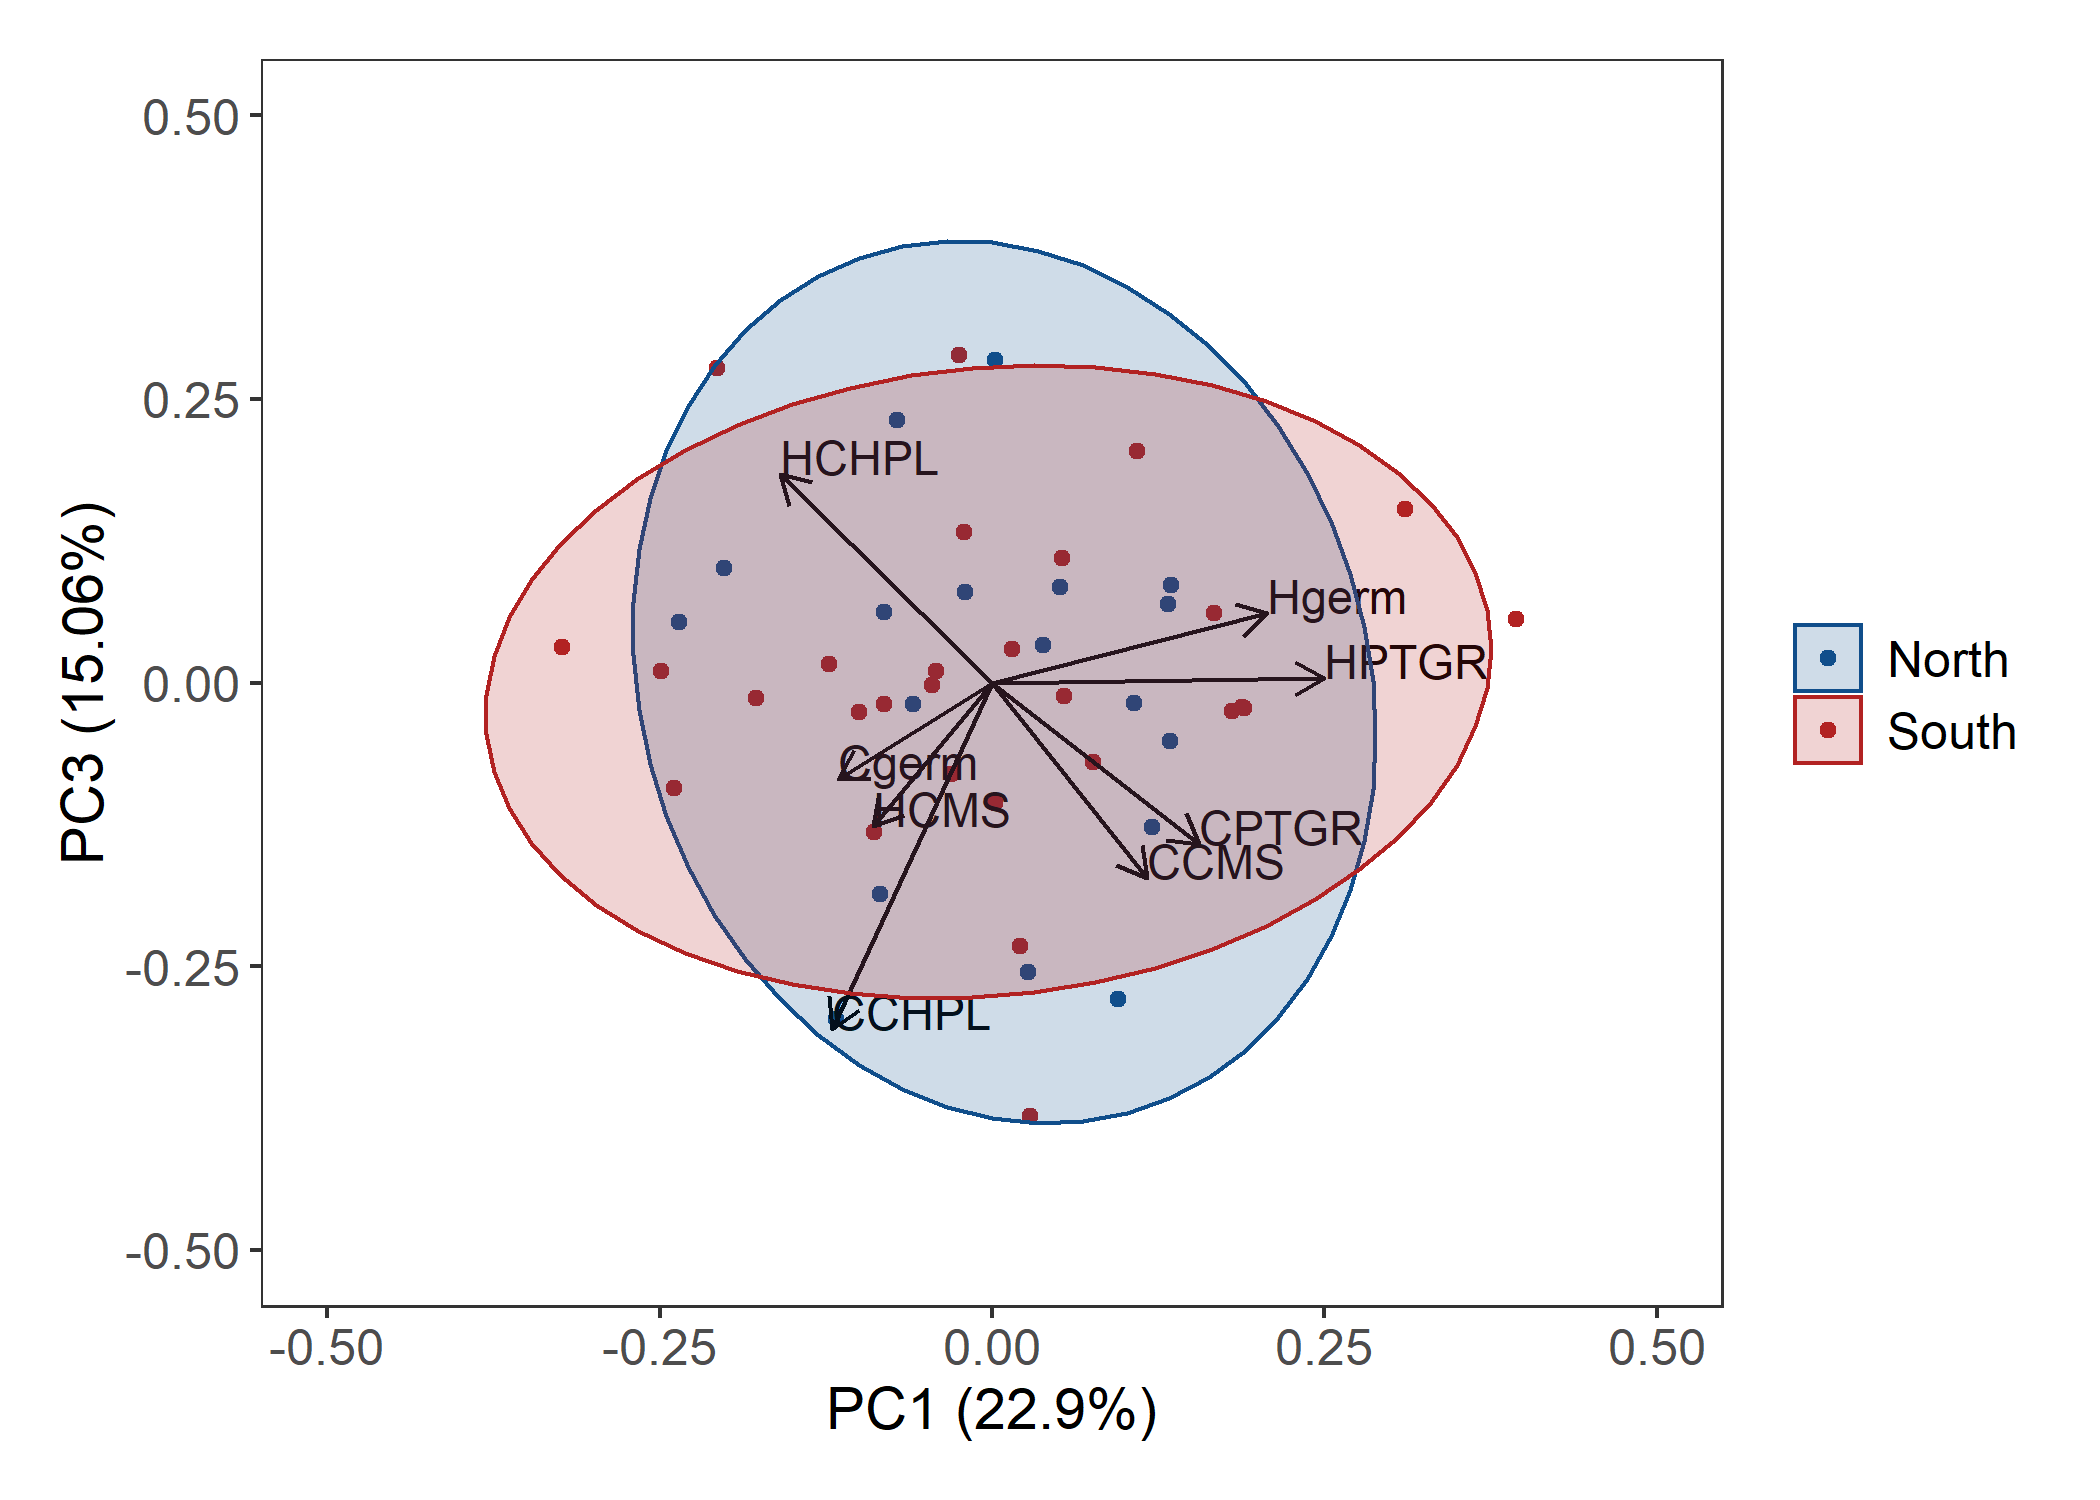 0.50
0.25
0.00
-0.25
-0.50
PC3 (15.06%)
HCHPL
Hgerm
HPTGR
Cgerm
HCMS
CPTGR
CCMS
CCHPL
North
South
-0.50 -0.25 0.00 0.25 0.50
PC1 (22.9%)